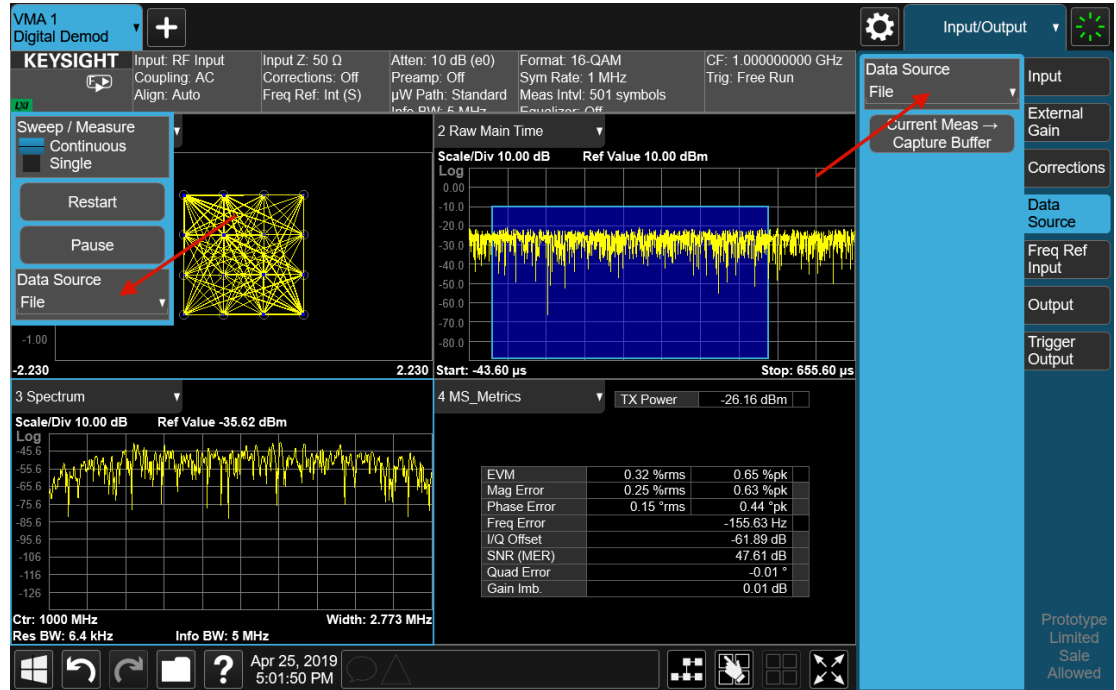 VMA 1
Digital Demod
Input/Output
KEYSIGHT
LXI
Input: RF Input
Coupling: AC
Align: Auto
Input Z: 50 Ω
Corrections: Off
Freq Ref: Int (S)
Atten: 10 dB (e0)
Preamp: Off
µW Path: Standard
Info BW: 5 MHz
Format: 16-QAM
Sym Rate: 1 MHz
Meas Intvl: 501 symbols
Equalizer: Off
CF: 1.000000000 GHz
Trig: Free Run
Sweep / Measure
Continuous
Single
Restart
Pause
Data Source
File
-1.00
-2.230
2.230
2 Raw Main Time
Scale/Div 10.00 dB
Ref Value 10.00 dBm
Log
0.00
-10.0
-20.0
-30.0
-40.0
-50.0
-60.0
-70.0
-80.0
Start: -43.60 µs
Stop: 655.60 µs
3 Spectrum
Scale/Div 10.00 dB
Ref Value -35.62 dBm
Log
-45.6
-55.6
-65.6
-75.6
-85.6
-95.6
-106
-116
-126
Ctr: 1000 MHz
Width: 2.773 MHz
Res BW: 6.4 kHz
Info BW: 5 MHz
4 MS_Metrics
TX Power -26.16 dBm
EVM 0.32 %rms 0.65 %pk
Mag Error 0.25 %rms 0.63 %pk
Phase Error 0.15 °rms 0.44 °pk
Freq Error -155.63 Hz
I/Q Offset -61.89 dB
SNR (MER) 47.61 dB
Quad Error -0.01 °
Gain Imb. 0.01 dB
Data Source
File
Current Meas →
Capture Buffer
Input
External
Gain
Corrections
Data
Source
Freq Ref
Input
Output
Trigger
Output
Prototype
Limited
Sale
Allowed
?
Apr 25, 2019
5:01:50 PM